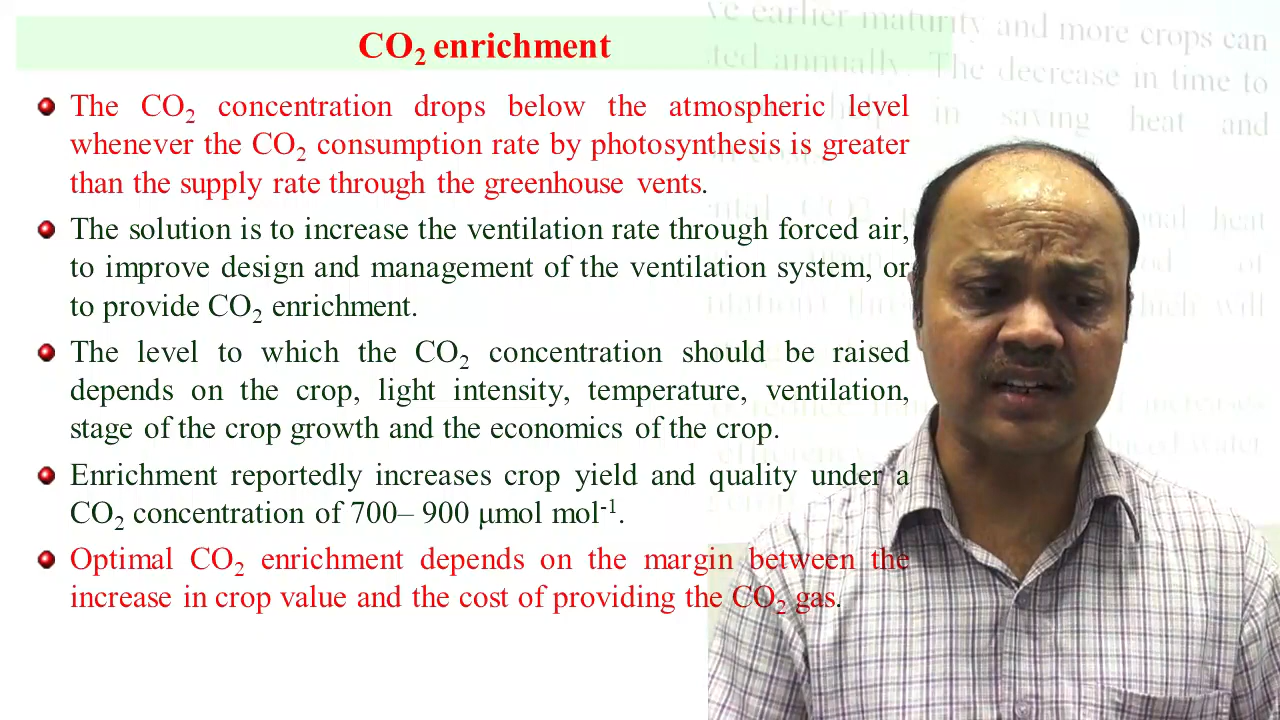 CO₂ enrichment
The CO₂ concentration drops below the atmospheric level
whenever the CO₂ consumption rate by photosynthesis is greater
than the supply rate through the greenhouse vents.
The solution is to increase the ventilation rate through forced air,
to improve design and management of the ventilation system, or
to provide CO₂ enrichment.
The level to which the CO₂ concentration should be raised
depends on the crop, light intensity, temperature, ventilation,
stage of the crop growth and the economics of the crop.
Enrichment reportedly increases crop yield and quality under a
CO₂ concentration of 700– 900 μmol mol⁻¹.
Optimal CO₂ enrichment depends on the margin between the
increase in crop value and the cost of providing the CO₂ gas.
earlier maturity and more crops can
annually. The decrease in time to
in saving heat and
heat
which will
increases
water